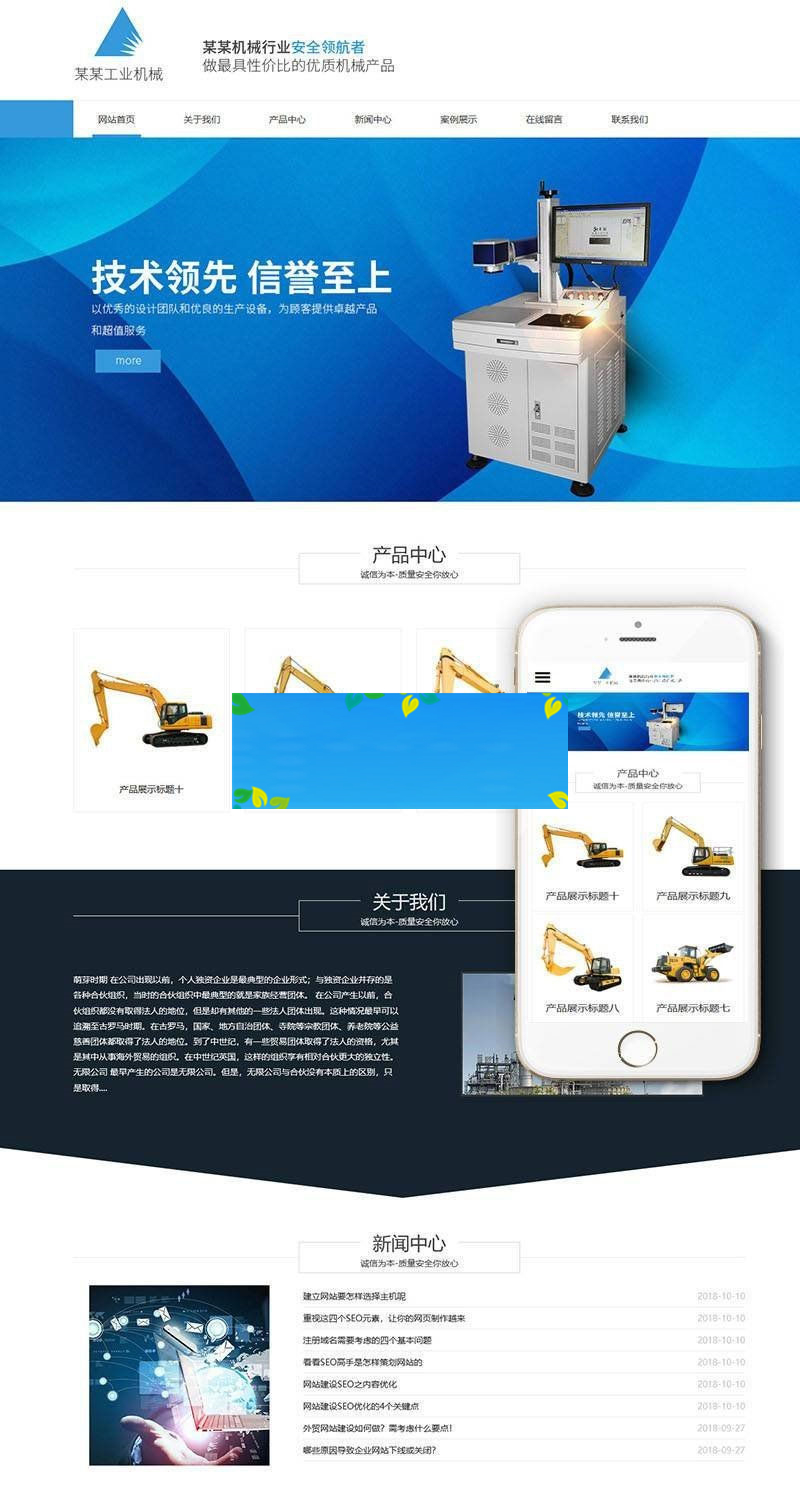 某某工业机械
某某机械行业安全领航者
做最具性价比的优质机械产品
网站首页
关于我们
产品中心
新闻中心
案例展示
在线留言
联系我们
技术领先 信誉至上
以优秀的设计团队和优良的生产设备，为顾客提供卓越产品
和超值服务
more
产品中心
诚信为本-质量安全你放心
产品展示标题十
技术领先 信誉至上
产品中心
诚信为本-质量安全你放心
产品展示标题十
产品展示标题九
产品展示标题八
产品展示标题七
关于我们
诚信为本-质量安全你放心
萌芽时期 在公司出现以前，个人独资企业是最典型的企业形式；与独资企业并存的是
各种合伙组织，当时的合伙组织中最典型的就是家族经营团体。 在公司产生以前，合
伙组织都没有取得法人的地位，但是却有其他的一些法人团体出现。这种情况最早可以
追溯至古罗马时期。在古罗马，国家、地方自治团体、寺院等宗教团体、养老院等公益
慈善团体都取得了法人的地位。到了中世纪，有一些贸易团体取得了法人的资格，尤其
是其中从事海外贸易的组织。在中世纪英国，这样的组织享有相对合伙更大的独立性。
无限公司 最早产生的公司是无限公司。但是，无限公司与合伙没有本质上的区别，只
是取得....
新闻中心
诚信为本-质量安全你放心
建立网站要怎样选择主机呢 2018-10-10
重视这四个SEO元素，让你的网页制作越来 2018-10-10
注册域名需要考虑的四个基本问题 2018-10-10
看看SEO高手是怎样策划网站的 2018-10-10
网站建设SEO之内容优化 2018-10-10
网站建设SEO优化的4个关键点 2018-10-10
外贸网站建设如何做？需考虑什么要点! 2018-09-27
哪些原因导致企业网站下线或关闭? 2018-09-27